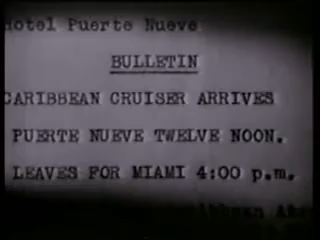 Hotel Puerte Nueve
BULLETIN
CARIBBEAN CRUISER ARRIVES
PUERTE NUEVE TWELVE NOON.
LEAVES FOR MIAMI 4:00 p.m.